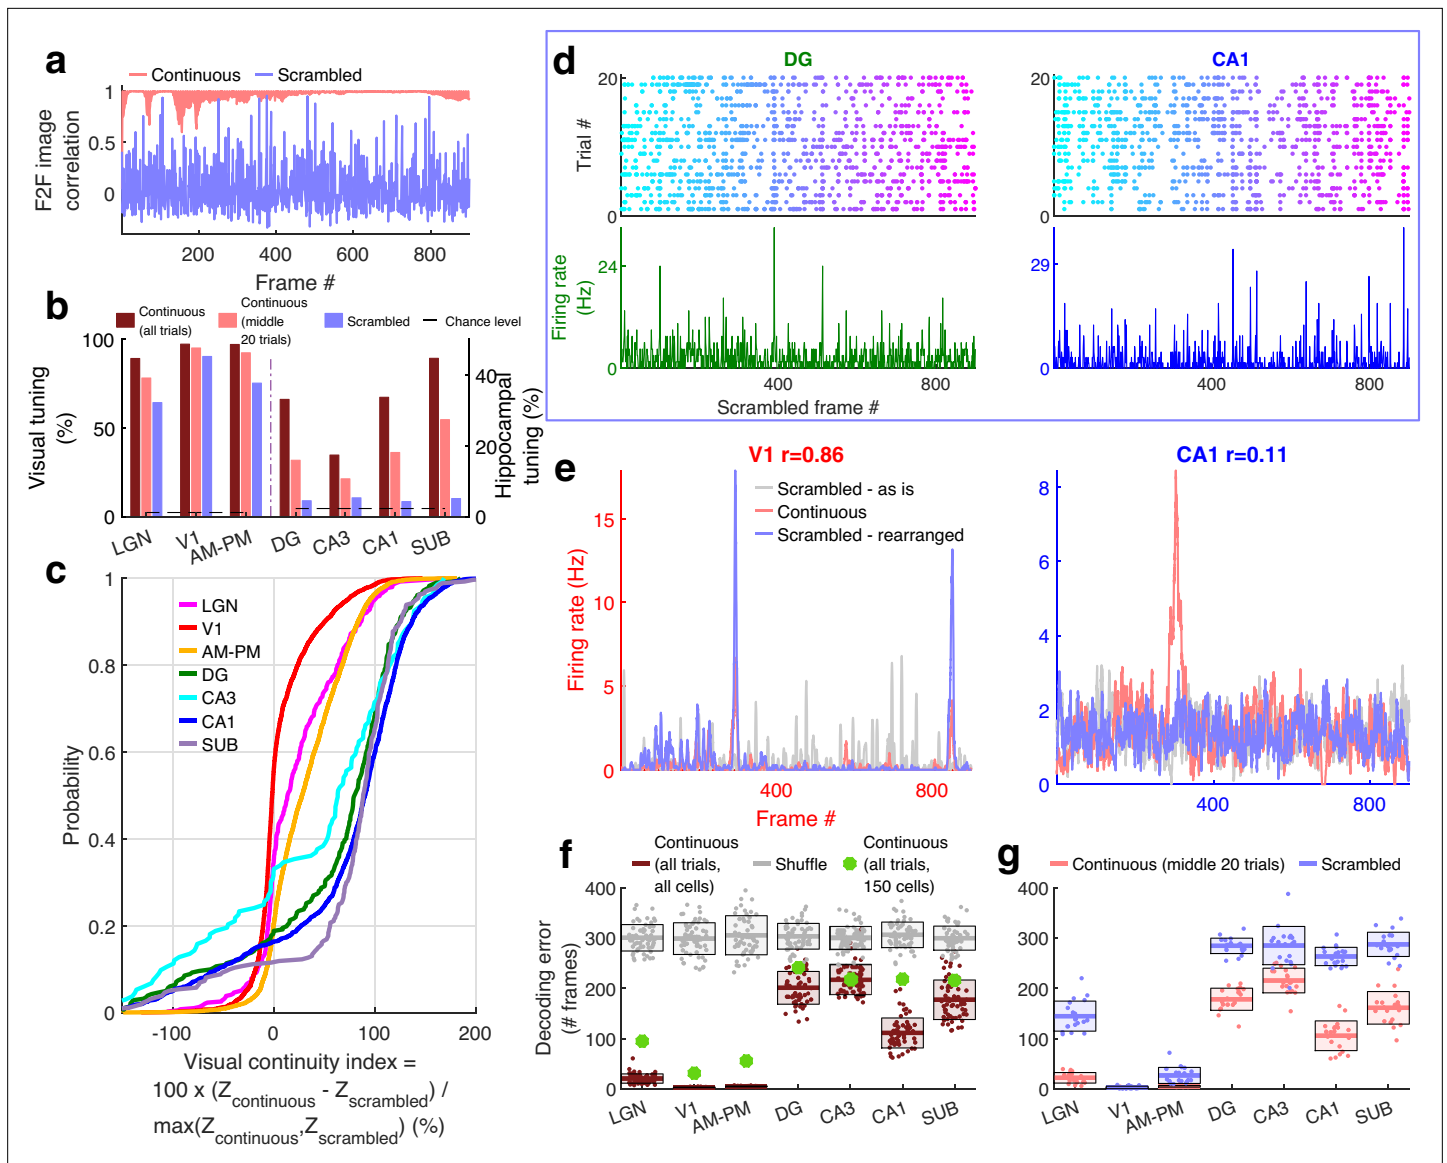 a
Continuous
Scrambled
F2F image
correlation
1
0.5
0
200
400
600
800
Frame #
b
Continuous
(all trials)
Continuous
(middle
20 trials)
Scrambled
Chance level
Visual tuning
(%)
100
50
0
Hippocampal
tuning (%)
40
20
0
LGN
V1
AM-PM
DG
CA3
CA1
SUB
c
LGN
V1
AM-PM
DG
CA3
CA1
SUB
Probability
1
0.8
0.6
0.4
0.2
0
-100
0
100
200
Visual continuity index =
100 x (Zcontinuous - Zscrambled) /
max(Zcontinuous,Zscrambled) (%)
d
DG
Trial #
20
0
Firing rate
(Hz)
24
0
400
800
Scrambled frame #
CA1
20
0
29
0
400
800
e
V1 r=0.86
Scrambled - as is
Continuous
Scrambled - rearranged
Firing rate (Hz)
15
10
5
0
400
800
Frame #
CA1 r=0.11
8
6
4
2
0
400
800
f
Continuous
(all trials,
all cells)
Shuffle
Continuous
(all trials,
150 cells)
Decoding error
(# frames)
400
300
200
100
0
LGN
V1
AM-PM
DG
CA3
CA1
SUB
g
Continuous (middle 20 trials)
Scrambled
400
300
200
100
0
LGN
V1
AM-PM
DG
CA3
CA1
SUB